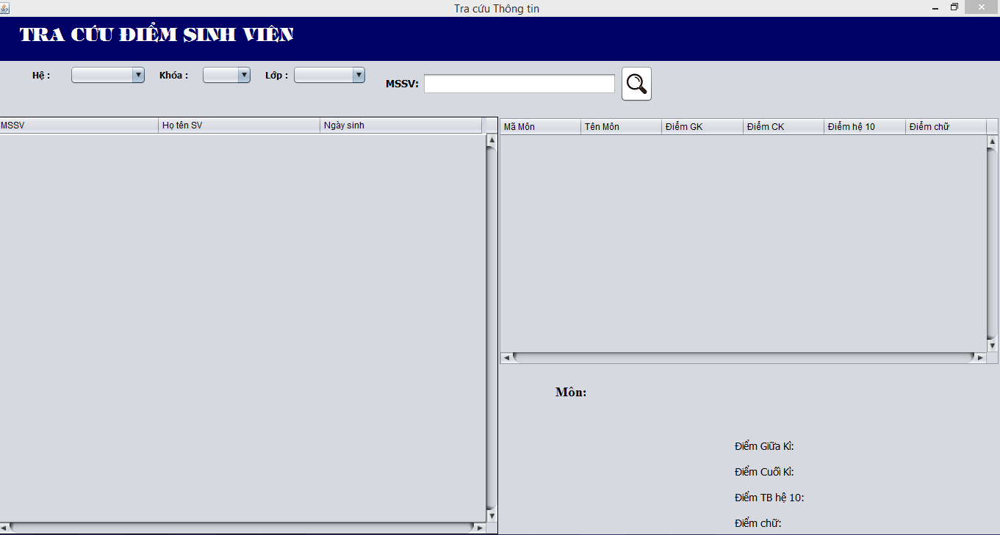 Tra cứu Thông tin
TRA CỨU ĐIỂM SINH VIÊN
Hệ : Khóa : Lớp : MSSV:
MSSV Họ tên SV Ngày sinh
Mã Môn Tên Môn Điểm GK Điểm CK Điểm hệ 10 Điểm chữ
Môn:
Điểm Giữa Kì:
Điểm Cuối Kì:
Điểm TB hệ 10:
Điểm chữ: